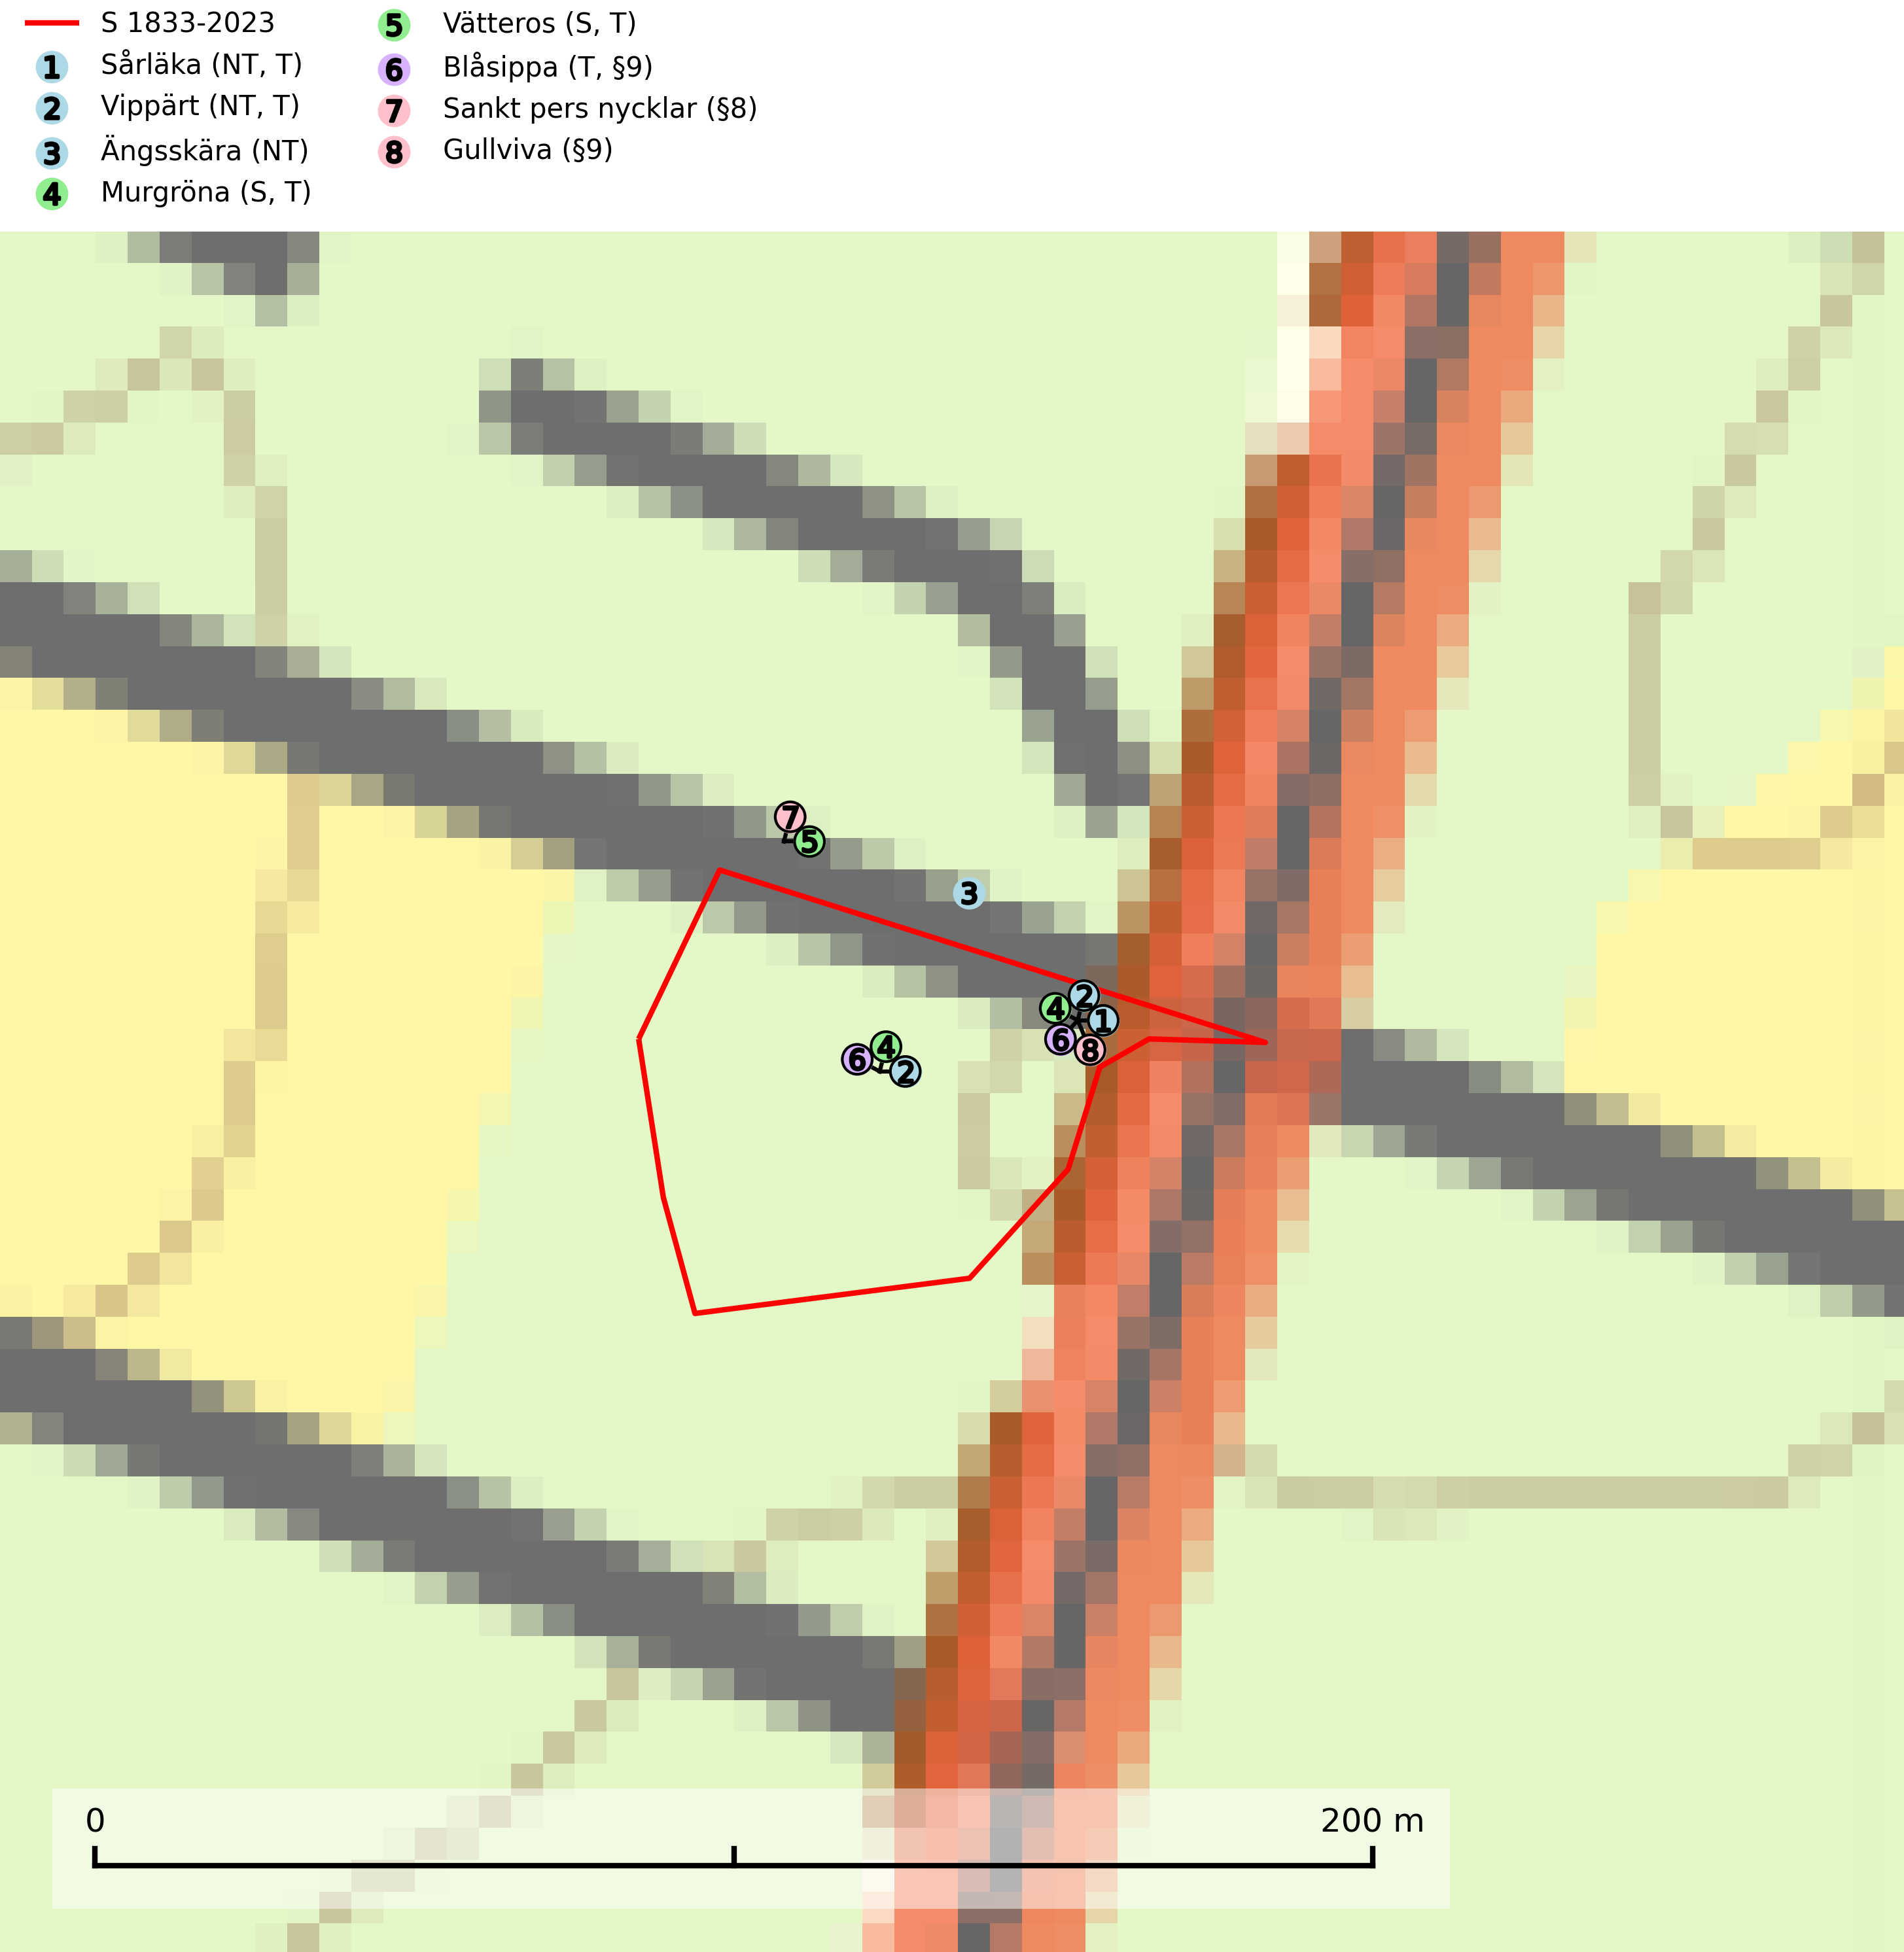 S 1833-2023
1 Sårläka (NT, T)
2 Vippärt (NT, T)
3 Ängsskära (NT)
4 Murgröna (S, T)
5 Vätteros (S, T)
6 Blåsippa (T, §9)
7 Sankt pers nycklar (§8)
8 Gullviva (§9)
7
5
3
2
4
1
6
8
4
6
2
0 200 m